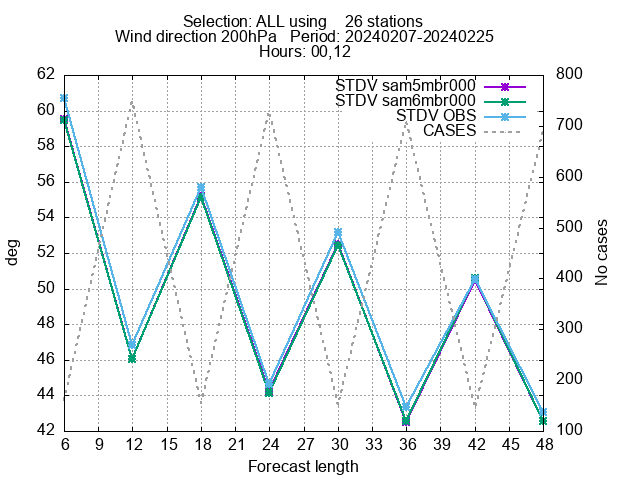 Selection: ALL using    26 stations
Wind direction 200hPa   Period: 20240207-20240225
Hours: 00,12
62 800
STDV sam5mbr000
60
STDV sam6mbr000
STDV OBS
700
CASES
58
56 600
54
500
deg
52
No cases
50 400
48
300
46
200
44
42 100
6 9 12 15 18 21 24 27 30 33 36 39 42 45 48
Forecast length